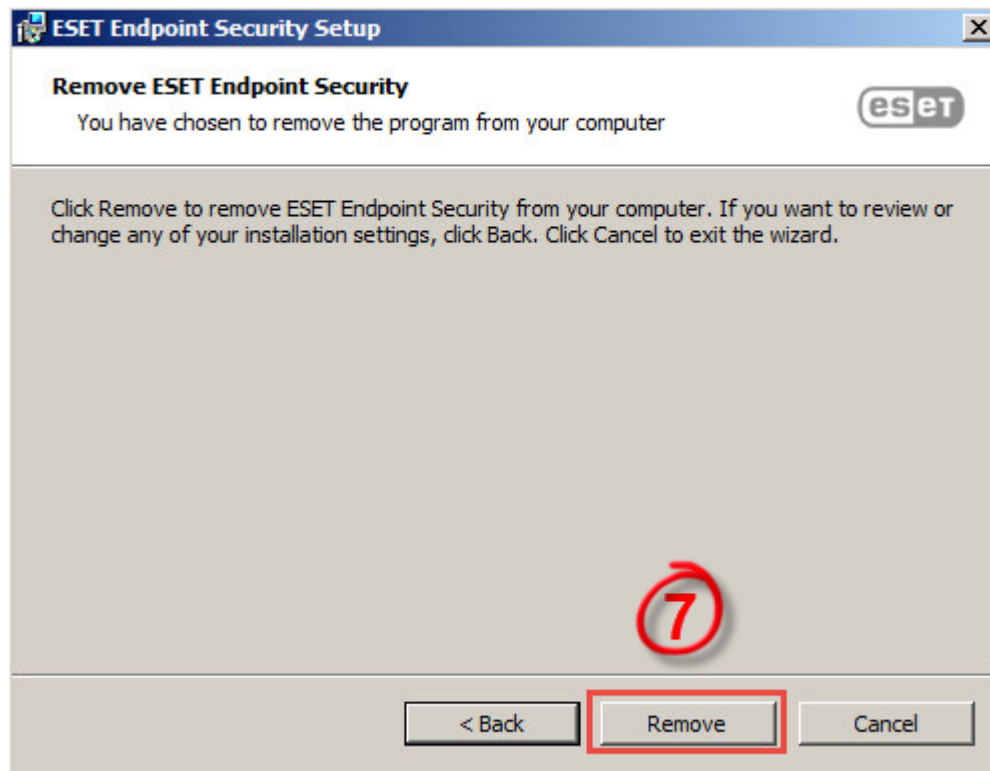 ESET Endpoint Security Setup
Remove ESET Endpoint Security
You have chosen to remove the program from your computer
eset
Click Remove to remove ESET Endpoint Security from your computer. If you want to review or
change any of your installation settings, click Back. Click Cancel to exit the wizard.
7
< Back
Remove
Cancel